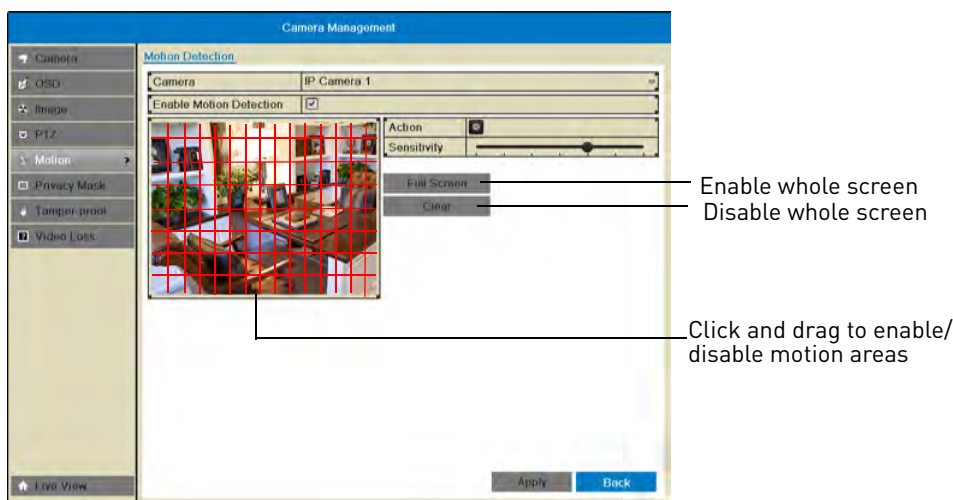 Camera Management
Camera
OSD
Image
PTZ
Motion
Privacy Mask
Tamper-proof
Video Loss
Live View
Motion Detection
Camera IP Camera 1
Enable Motion Detection
Action
Sensitivity
Full Screen
Clear
Enable whole screen
Disable whole screen
Click and drag to enable/
disable motion areas
Apply Back